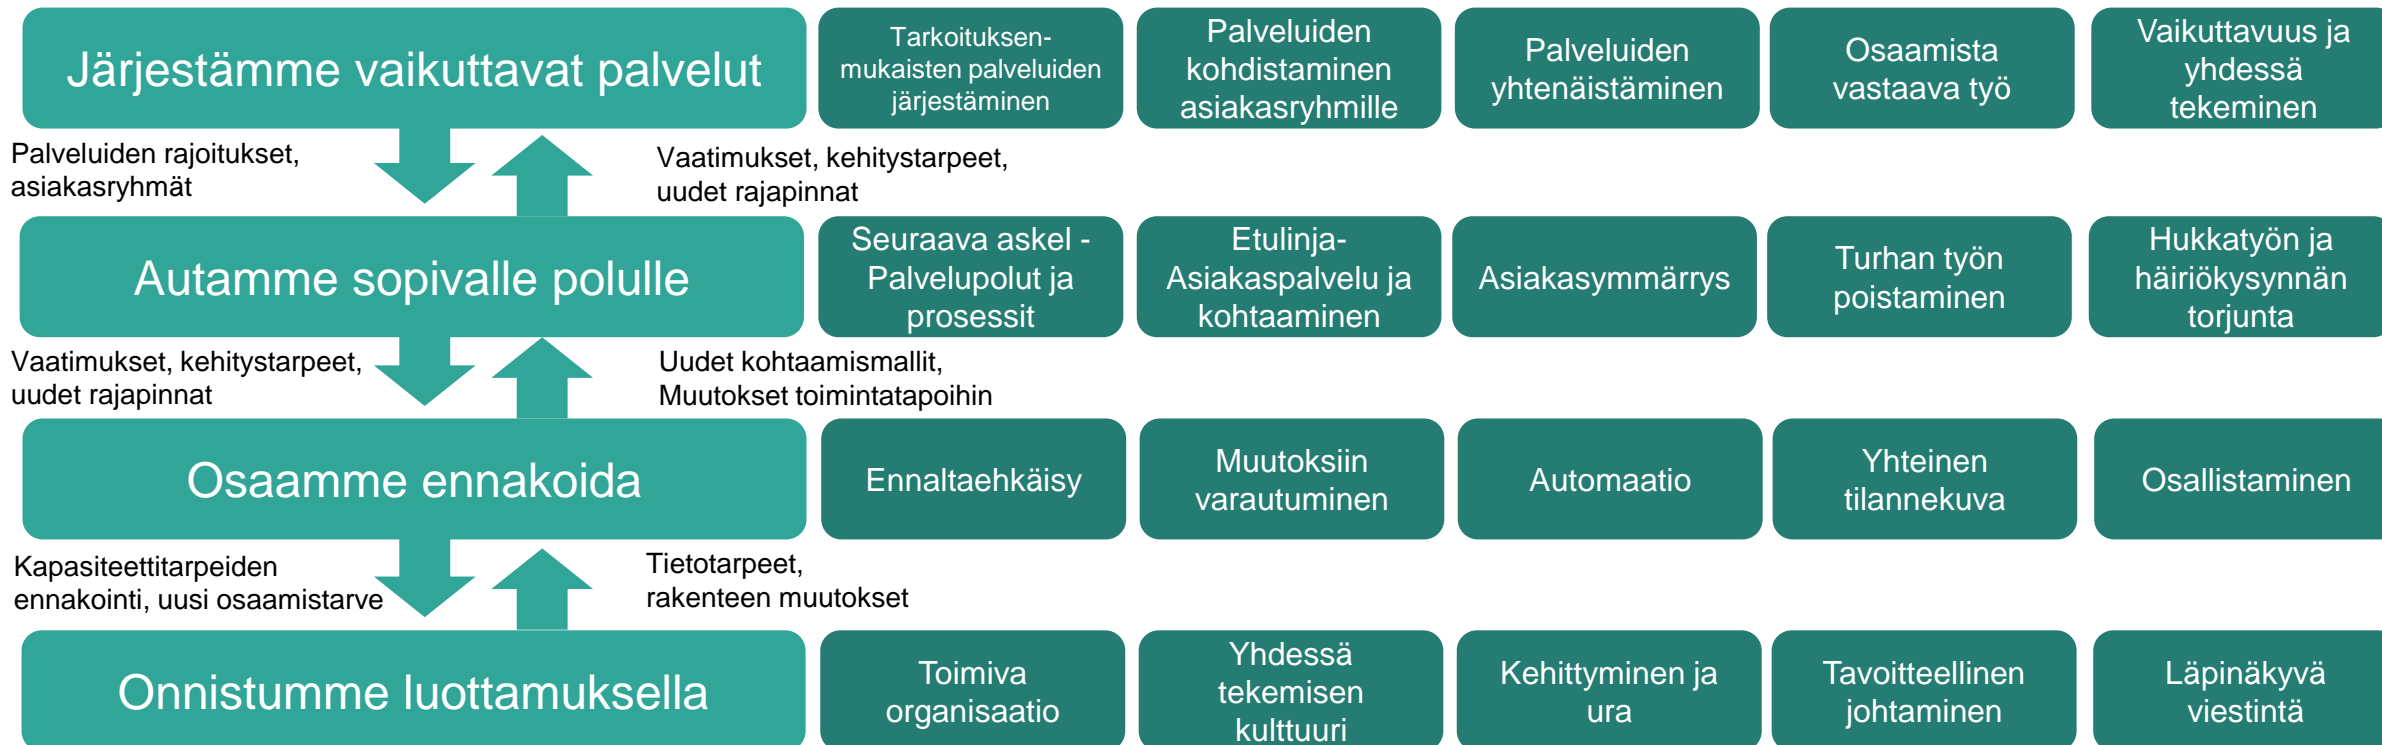 Järjestämme vaikuttavat palvelut
Tarkoituksen-
mukaisten palveluiden
järjestäminen
Palveluiden
kohdistaminen
asiakasryhmille
Palveluiden
yhtenäistäminen
Osaamista
vastaava työ
Vaikuttavuus ja
yhdessä
tekeminen
Palveluiden rajoitukset,
asiakasryhmät
Vaatimukset, kehitystarpeet,
uudet rajapinnat
Autamme sopivalle polulle
Seuraava askel -
Palvelupolut ja
prosessit
Etulinja-
Asiakaspalvelu ja
kohtaaminen
Asiakasymmärrys
Turhan työn
poistaminen
Hukkatyön ja
häiriökysynnän
torjunta
Vaatimukset, kehitystarpeet,
uudet rajapinnat
Uudet kohtaamismallit,
Muutokset toimintatapoihin
Osaamme ennakoida
Ennaltaehkäisy
Muutoksiin
varautuminen
Automaatio
Yhteinen
tilannekuva
Osallistaminen
Kapasiteettitarpeiden
ennakointi, uusi osaamistarve
Tietotarpeet,
rakenteen muutokset
Onnistumme luottamuksella
Toimiva
organisaatio
Yhdessä
tekemisen
kulttuuri
Kehittyminen ja
ura
Tavoitteellinen
johtaminen
Läpinäkyvä
viestintä